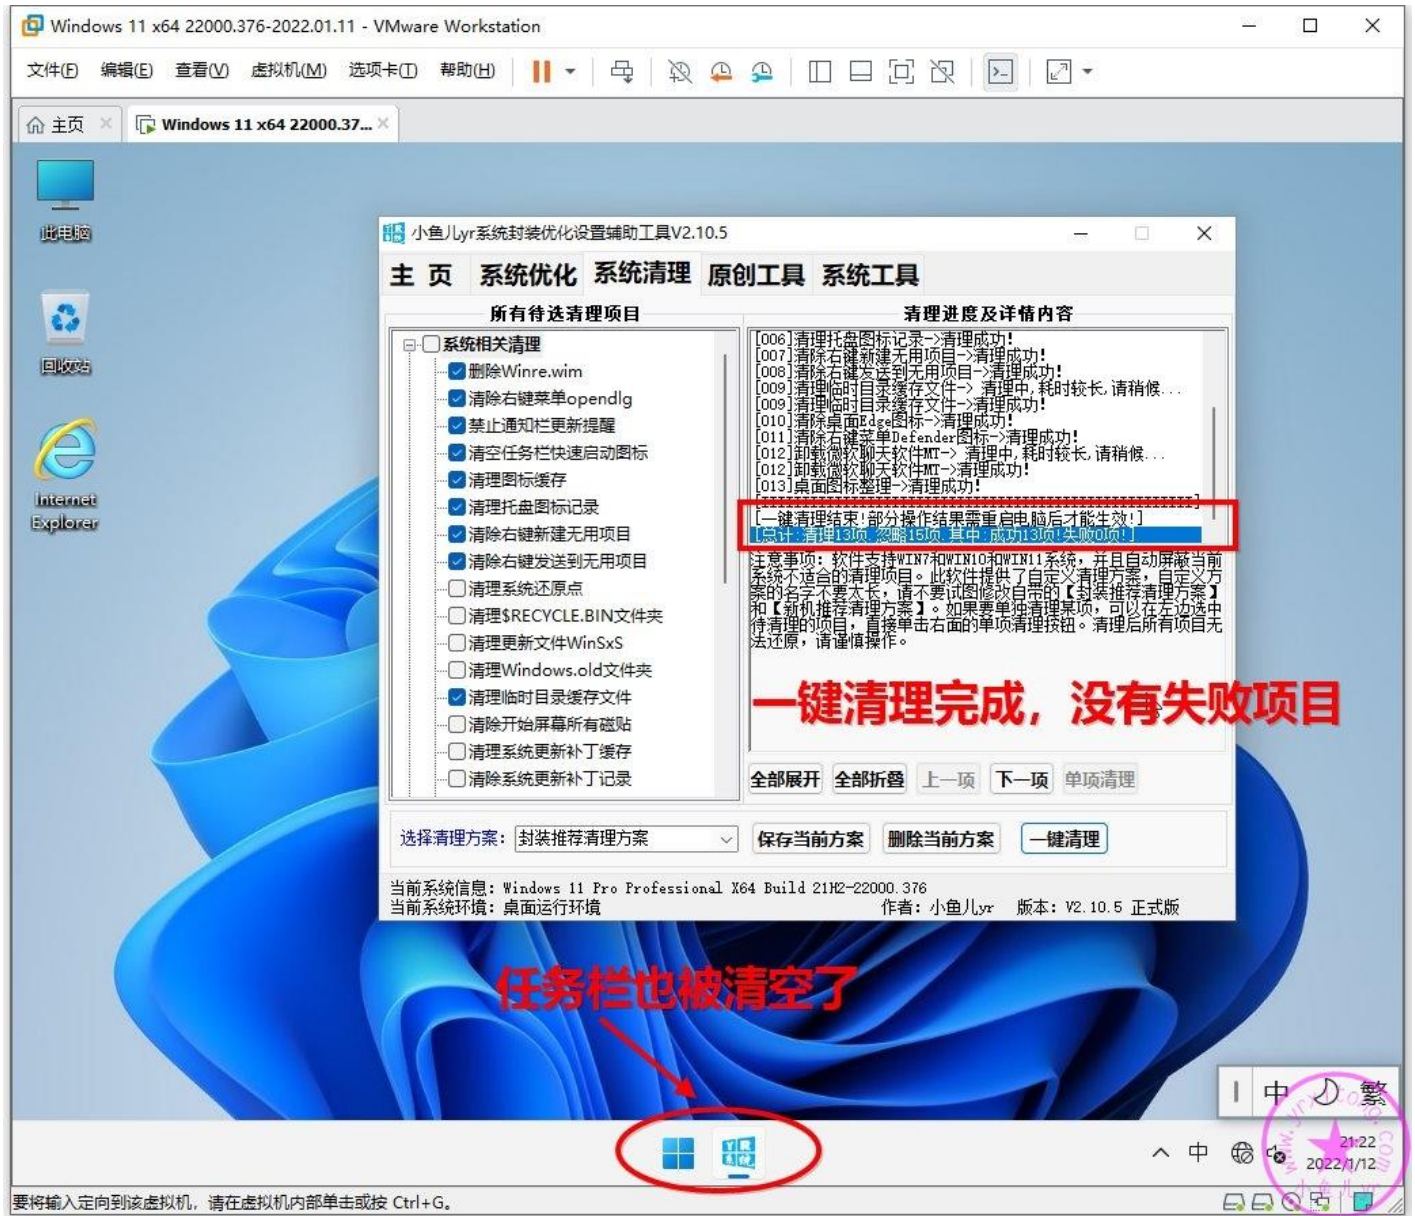 Windows 11 x64 22000.376-2022.01.11 - VMware Workstation
文件(F) 编辑(E) 查看(V) 虚拟机(M) 选项卡(T) 帮助(H)
主页 Windows 11 x64 22000.37...
此电脑
回收站
Internet
Explorer
小鱼儿yr系统封装优化设置辅助工具V2.10.5
主 页 系统优化 系统清理 原创工具 系统工具
所有待选清理项目
系统相关清理
删除Winre.wim
清除右键菜单opendlg
禁止通知栏更新提醒
清空任务栏快速启动图标
清理图标缓存
清理托盘图标记录
清除右键新建无用项目
清除右键发送到无用项目
清理系统还原点
清理$RECYCLE.BIN文件夹
清理更新文件WinSxS
清理Windows.old文件夹
清理临时目录缓存文件
清除开始屏幕所有磁贴
清理系统更新补丁缓存
清除系统更新补丁记录
清理进度及详情内容
[006]清理托盘图标记录->清理成功!
[007]清除右键新建无用项目->清理成功!
[008]清除右键发送到无用项目->清理成功!
[009]清理临时目录缓存文件-> 清理中,耗时较长,请稍候...
[009]清理临时目录缓存文件->清理成功!
[010]清除桌面Edge图标->清理成功!
[011]清除右键菜单Defender图标->清理成功!
[012]卸载微软聊天软件MT-> 清理中,耗时较长,请稍候...
[012]卸载微软聊天软件MT->清理成功!
[013]桌面图标整理->清理成功!
[一键清理结束!部分操作结果需重启电脑后才能生效!]
[总计:清理13项,忽略15项.其中:成功13项!失败0项!]
注意事项：软件支持WIN7和WIN10和WIN11系统，并且自动屏蔽当前
系统不适合的清理项目。此软件提供了自定义清理方案，自定义方
案的名字不要太长，请不要试图修改自带的【封装推荐清理方案】
和【新机推荐清理方案】。如果要单独清理某项，可以在左边选中
待清理的项目，直接单击右面的单项清理按钮。清理后所有项目无
法还原，请谨慎操作。
一键清理完成，没有失败项目
全部展开 全部折叠 上一项 下一项 单项清理
选择清理方案： 封装推荐清理方案 保存当前方案 删除当前方案 一键清理
当前系统信息：Windows 11 Pro Professional X64 Build 21H2-22000.376
当前系统环境：桌面运行环境 作者：小鱼儿yr 版本：V2.10.5 正式版
任务栏也被清空了
中 繁
YR
系统
中
21:22
2022/1/12
www.yrxitong.com
小鱼儿yr
要将输入定向到该虚拟机，请在虚拟机内部单击或按 Ctrl+G。